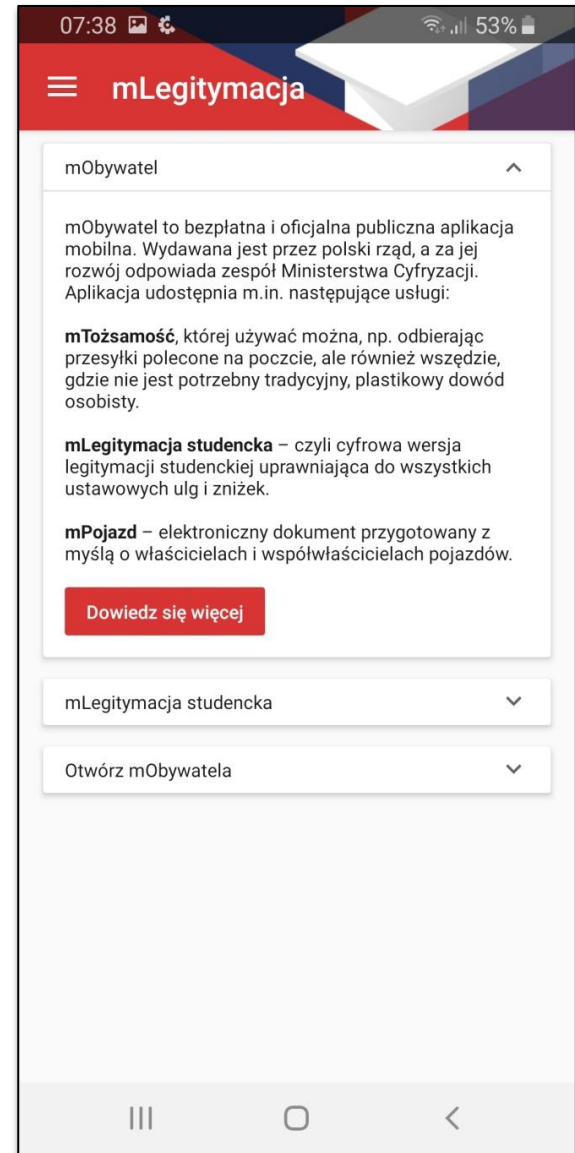 07:38 53%
mLegitymacja
mObywatel
mObywatel to bezpłatna i oficjalna publiczna aplikacja
mobilna. Wydawana jest przez polski rząd, a za jej
rozwój odpowiada zespół Ministerstwa Cyfryzacji.
Aplikacja udostępnia m.in. następujące usługi:
mTożsamość, której używać można, np. odbierając
przesyłki polecone na poczcie, ale również wszędzie,
gdzie nie jest potrzebny tradycyjny, plastikowy dowód
osobisty.
mLegitymacja studencka – czyli cyfrowa wersja
legitymacji studenckiej uprawniająca do wszystkich
ustawowych ulg i zniżek.
mPojazd – elektroniczny dokument przygotowany z
myślą o właścicielach i współwłaścicielach pojazdów.
Dowiedz się więcej
mLegitymacja studencka
Otwórz mObywatela